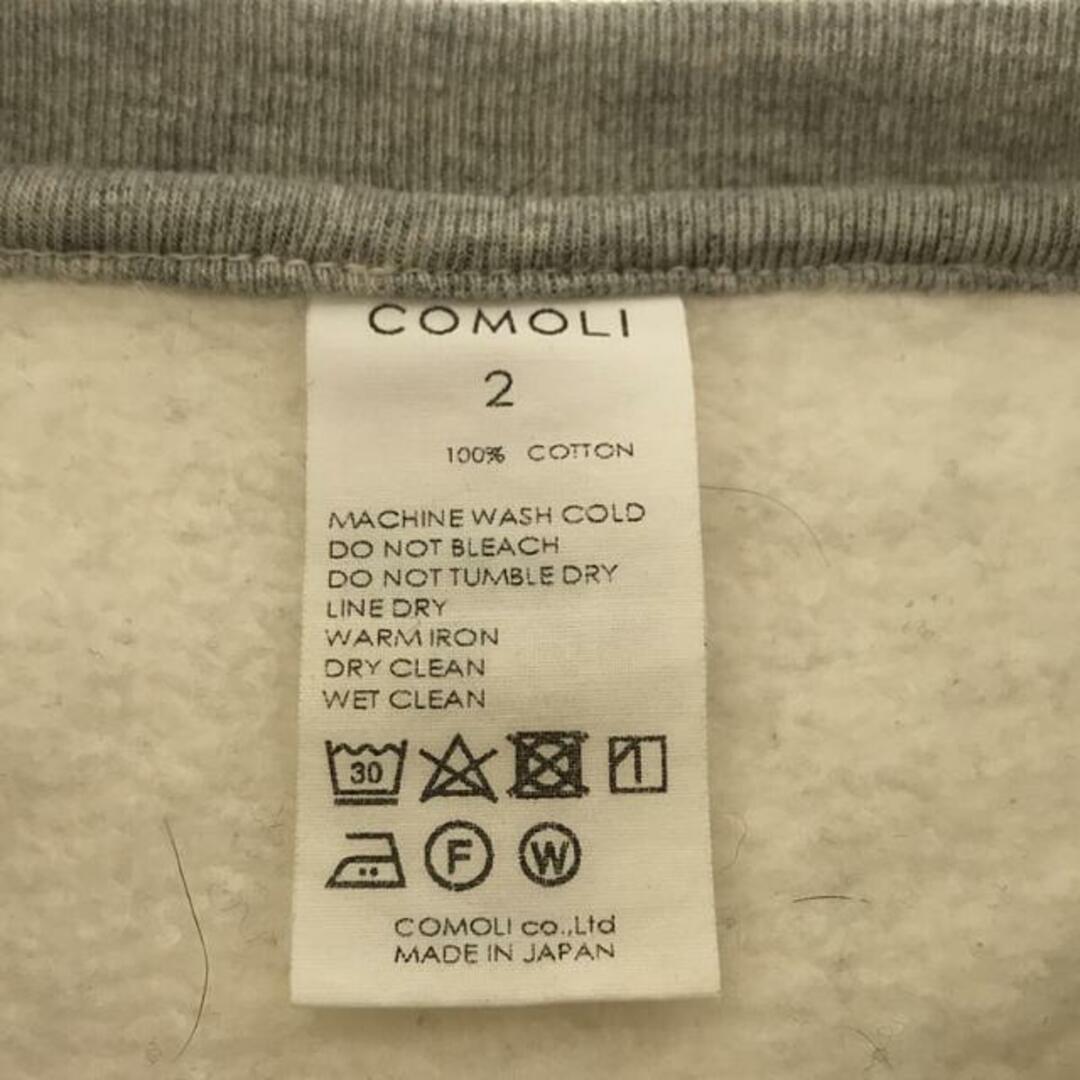 COMOLI
2
100% COTTON
MACHINE WASH COLD
DO NOT BLEACH
DO NOT TUMBLE DRY
LINE DRY
WARM IRON
DRY CLEAN
WET CLEAN
30
F W
COMOLI co.,Ltd
MADE IN JAPAN